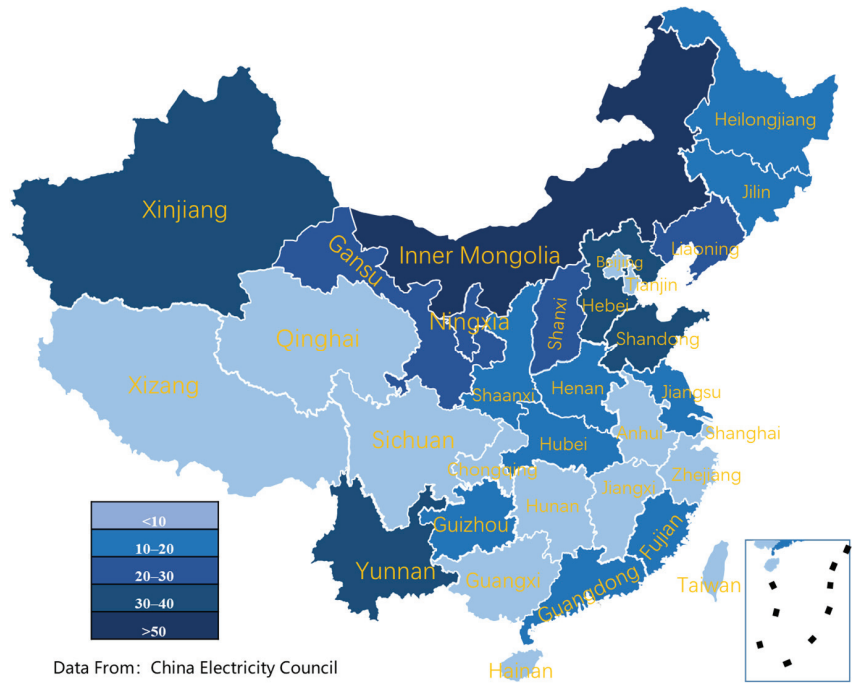 Heilongjiang
Jilin
Xinjiang
Liaoning
Gansu
Inner Mongolia
Beijing
Tianjin
Hebei
Ningxia
Shanxi
Shandong
Qinghai
Xizang
Shaanxi
Henan
Jiangsu
Sichuan
Hubei
Anhui
Shanghai
Chongqing
Zhejiang
Jiangxi
Hunan
Guizhou
Fujian
Yunnan
Guangxi
Guangdong
Taiwan
Hainan
<10
10–20
20–30
30–40
>50
Data From: China Electricity Council